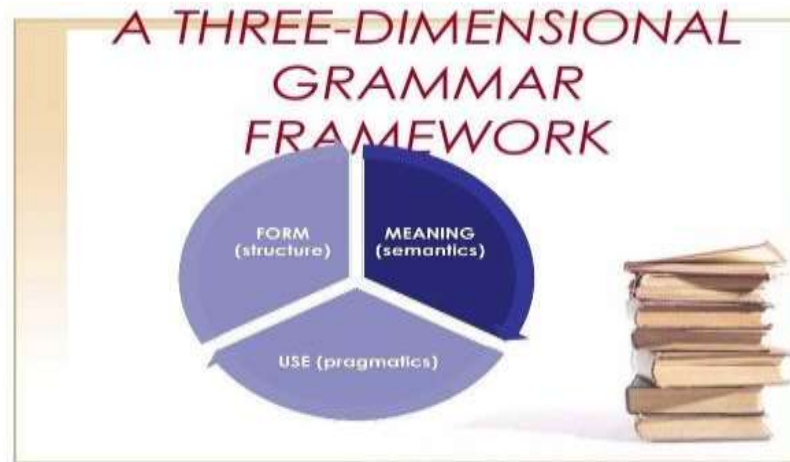 A THREE-DIMENSIONAL
GRAMMAR
FRAMEWORK
FORM
(structure)
MEANING
(semantics)
USE (pragmatics)